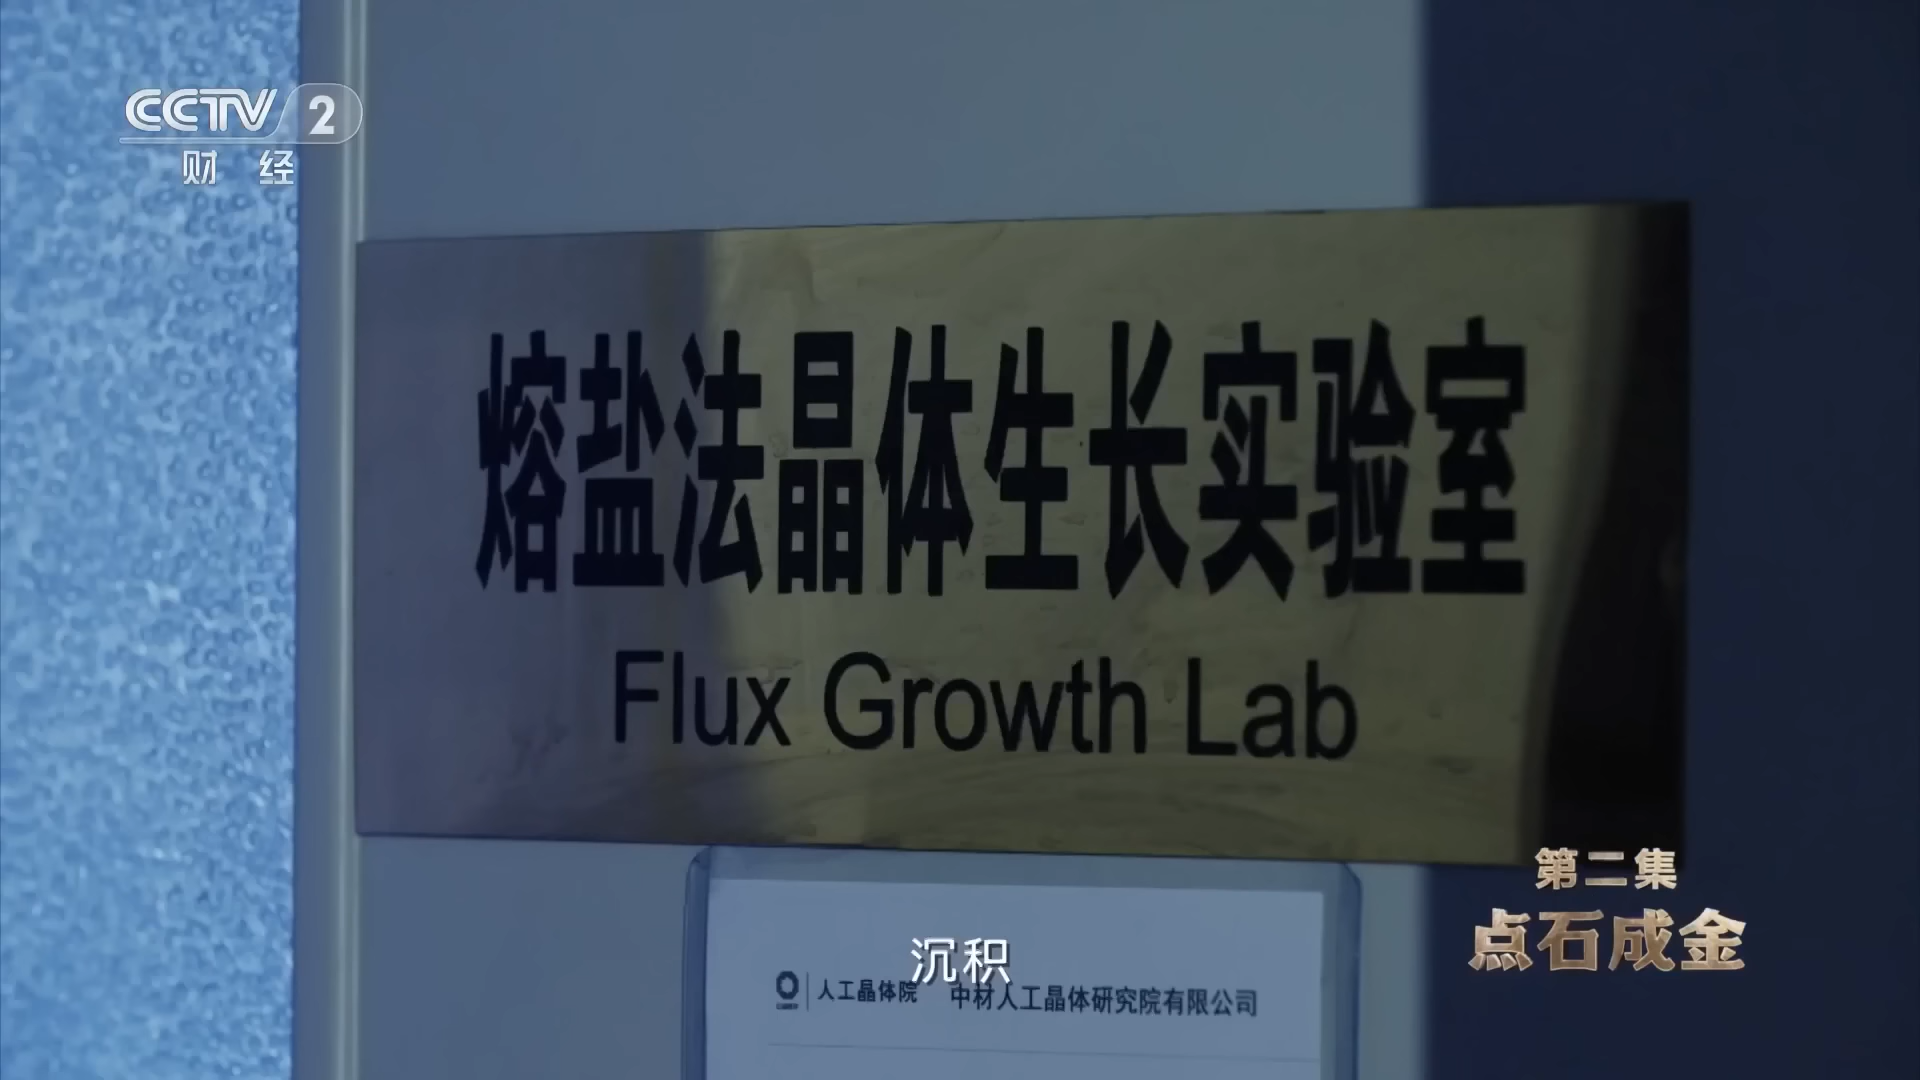 CCTV 2
财经
熔盐法晶体生长实验室
Flux Growth Lab
第二集
点石成金
沉积
人工晶体院 中材人工晶体研究院有限公司